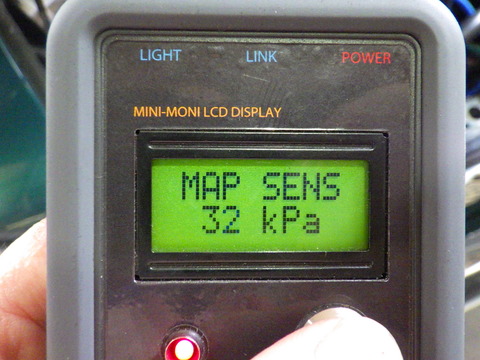 LIGHT LINK POWER
MINI-MONI LCD DISPLAY
MAP SENS
32 kPa